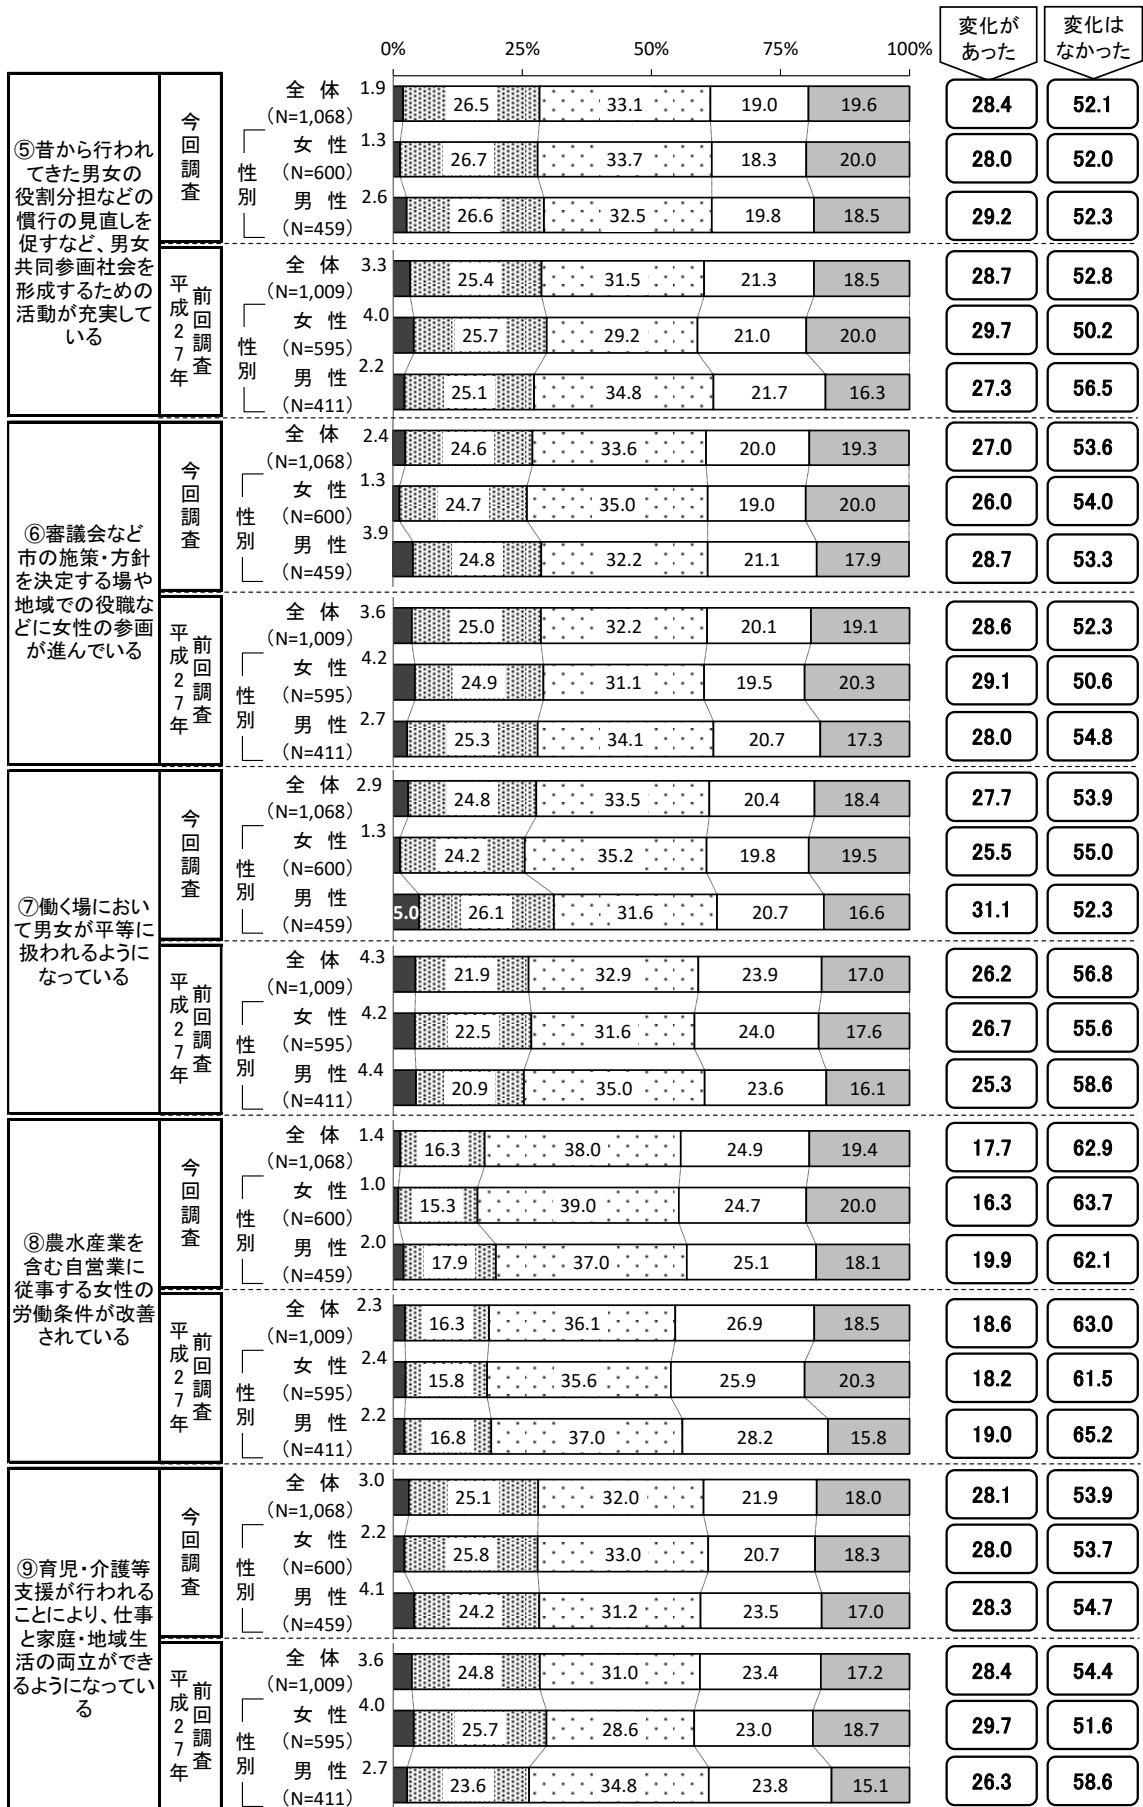 変化が
あった
変化は
なかった
0% 25% 50% 75% 100%
⑤昔から行われ
てきた男女の
役割分担などの
慣行の見直しを
促すなど、男女
共同参画社会を
形成するための
活動が充実して
いる
今回調査
性別
全 体 (N=1,068) 1.9 26.5 33.1 19.0 19.6 28.4 52.1
女 性 (N=600) 1.3 26.7 33.7 18.3 20.0 28.0 52.0
男 性 (N=459) 2.6 26.6 32.5 19.8 18.5 29.2 52.3
前回調査
平成27年
性別
全 体 (N=1,009) 3.3 25.4 31.5 21.3 18.5 28.7 52.8
女 性 (N=595) 4.0 25.7 29.2 21.0 20.0 29.7 50.2
男 性 (N=411) 2.2 25.1 34.8 21.7 16.3 27.3 56.5
⑥審議会など
市の施策・方針
を決定する場や
地域での役職な
どに女性の参画
が進んでいる
今回調査
性別
全 体 (N=1,068) 2.4 24.6 33.6 20.0 19.3 27.0 53.6
女 性 (N=600) 1.3 24.7 35.0 19.0 20.0 26.0 54.0
男 性 (N=459) 3.9 24.8 32.2 21.1 17.9 28.7 53.3
前回調査
平成27年
性別
全 体 (N=1,009) 3.6 25.0 32.2 20.1 19.1 28.6 52.3
女 性 (N=595) 4.2 24.9 31.1 19.5 20.3 29.1 50.6
男 性 (N=411) 2.7 25.3 34.1 20.7 17.3 28.0 54.8
⑦働く場におい
て男女が平等に
扱われるように
なっている
今回調査
性別
全 体 (N=1,068) 2.9 24.8 33.5 20.4 18.4 27.7 53.9
女 性 (N=600) 1.3 24.2 35.2 19.8 19.5 25.5 55.0
男 性 (N=459) 5.0 26.1 31.6 20.7 16.6 31.1 52.3
前回調査
平成27年
性別
全 体 (N=1,009) 4.3 21.9 32.9 23.9 17.0 26.2 56.8
女 性 (N=595) 4.2 22.5 31.6 24.0 17.6 26.7 55.6
男 性 (N=411) 4.4 20.9 35.0 23.6 16.1 25.3 58.6
⑧農水産業を
含む自営業に
従事する女性の
労働条件が改善
されている
今回調査
性別
全 体 (N=1,068) 1.4 16.3 38.0 24.9 19.4 17.7 62.9
女 性 (N=600) 1.0 15.3 39.0 24.7 20.0 16.3 63.7
男 性 (N=459) 2.0 17.9 37.0 25.1 18.1 19.9 62.1
前回調査
平成27年
性別
全 体 (N=1,009) 2.3 16.3 36.1 26.9 18.5 18.6 63.0
女 性 (N=595) 2.4 15.8 35.6 25.9 20.3 18.2 61.5
男 性 (N=411) 2.2 16.8 37.0 28.2 15.8 19.0 65.2
⑨育児・介護等
支援が行われる
ことにより、仕事
と家庭・地域生
活の両立ができ
るようになってい
る
今回調査
性別
全 体 (N=1,068) 3.0 25.1 32.0 21.9 18.0 28.1 53.9
女 性 (N=600) 2.2 25.8 33.0 20.7 18.3 28.0 53.7
男 性 (N=459) 4.1 24.2 31.2 23.5 17.0 28.3 54.7
前回調査
平成27年
性別
全 体 (N=1,009) 3.6 24.8 31.0 23.4 17.2 28.4 54.4
女 性 (N=595) 4.0 25.7 28.6 23.0 18.7 29.7 51.6
男 性 (N=411) 2.7 23.6 34.8 23.8 15.1 26.3 58.6